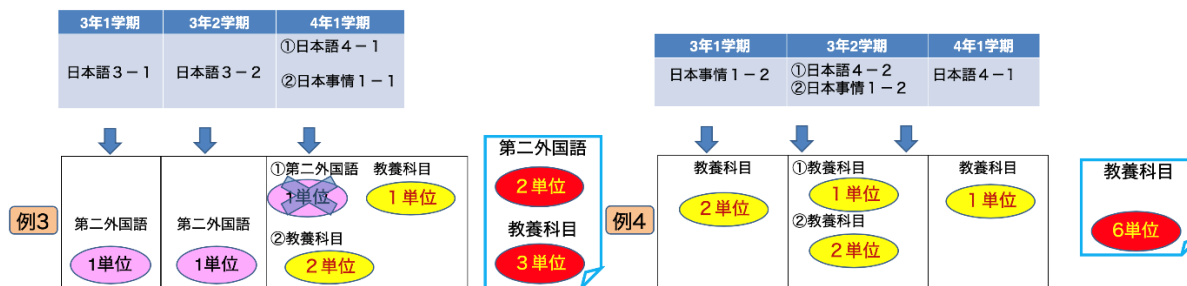 3年1学期 3年2学期 4年1学期
日本語3-1 日本語3-2 ①日本語4-1
②日本事情1-1
例3
第二外国語
1単位
第二外国語
1単位
①第二外国語 教養科目
1単位 1単位
②教養科目
2単位
第二外国語
2単位
教養科目
3単位
3年1学期 3年2学期 4年1学期
日本事情1-2 ①日本語4-2 日本語4-1
②日本事情1-2
例4
教養科目
2単位
①教養科目
1単位
②教養科目
2単位
教養科目
1単位
教養科目
6単位